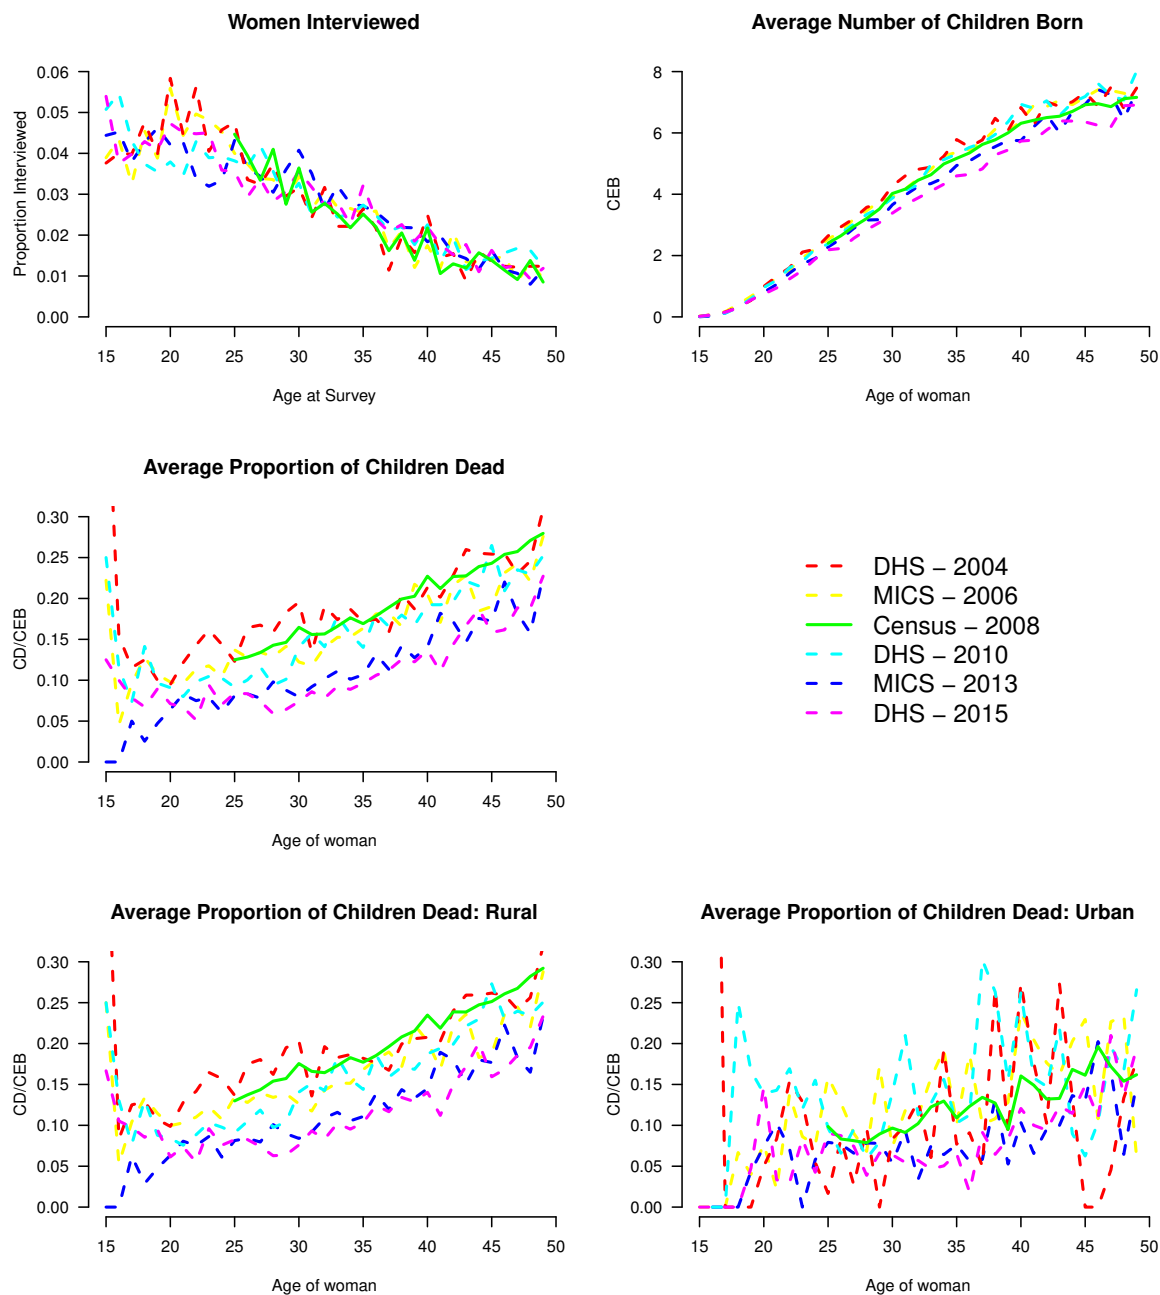 Women Interviewed
Proportion Interviewed
0.06
0.05
0.04
0.03
0.02
0.01
0.00
15 20 25 30 35 40 45 50
Age at Survey
Average Number of Children Born
CEB
8
6
4
2
0
15 20 25 30 35 40 45 50
Age of woman
Average Proportion of Children Dead
CD/CEB
0.30
0.25
0.20
0.15
0.10
0.05
0.00
15 20 25 30 35 40 45 50
Age of woman
DHS − 2004
MICS − 2006
Census − 2008
DHS − 2010
MICS − 2013
DHS − 2015
Average Proportion of Children Dead: Rural
CD/CEB
0.30
0.25
0.20
0.15
0.10
0.05
0.00
15 20 25 30 35 40 45 50
Age of woman
Average Proportion of Children Dead: Urban
CD/CEB
0.30
0.25
0.20
0.15
0.10
0.05
0.00
15 20 25 30 35 40 45 50
Age of woman